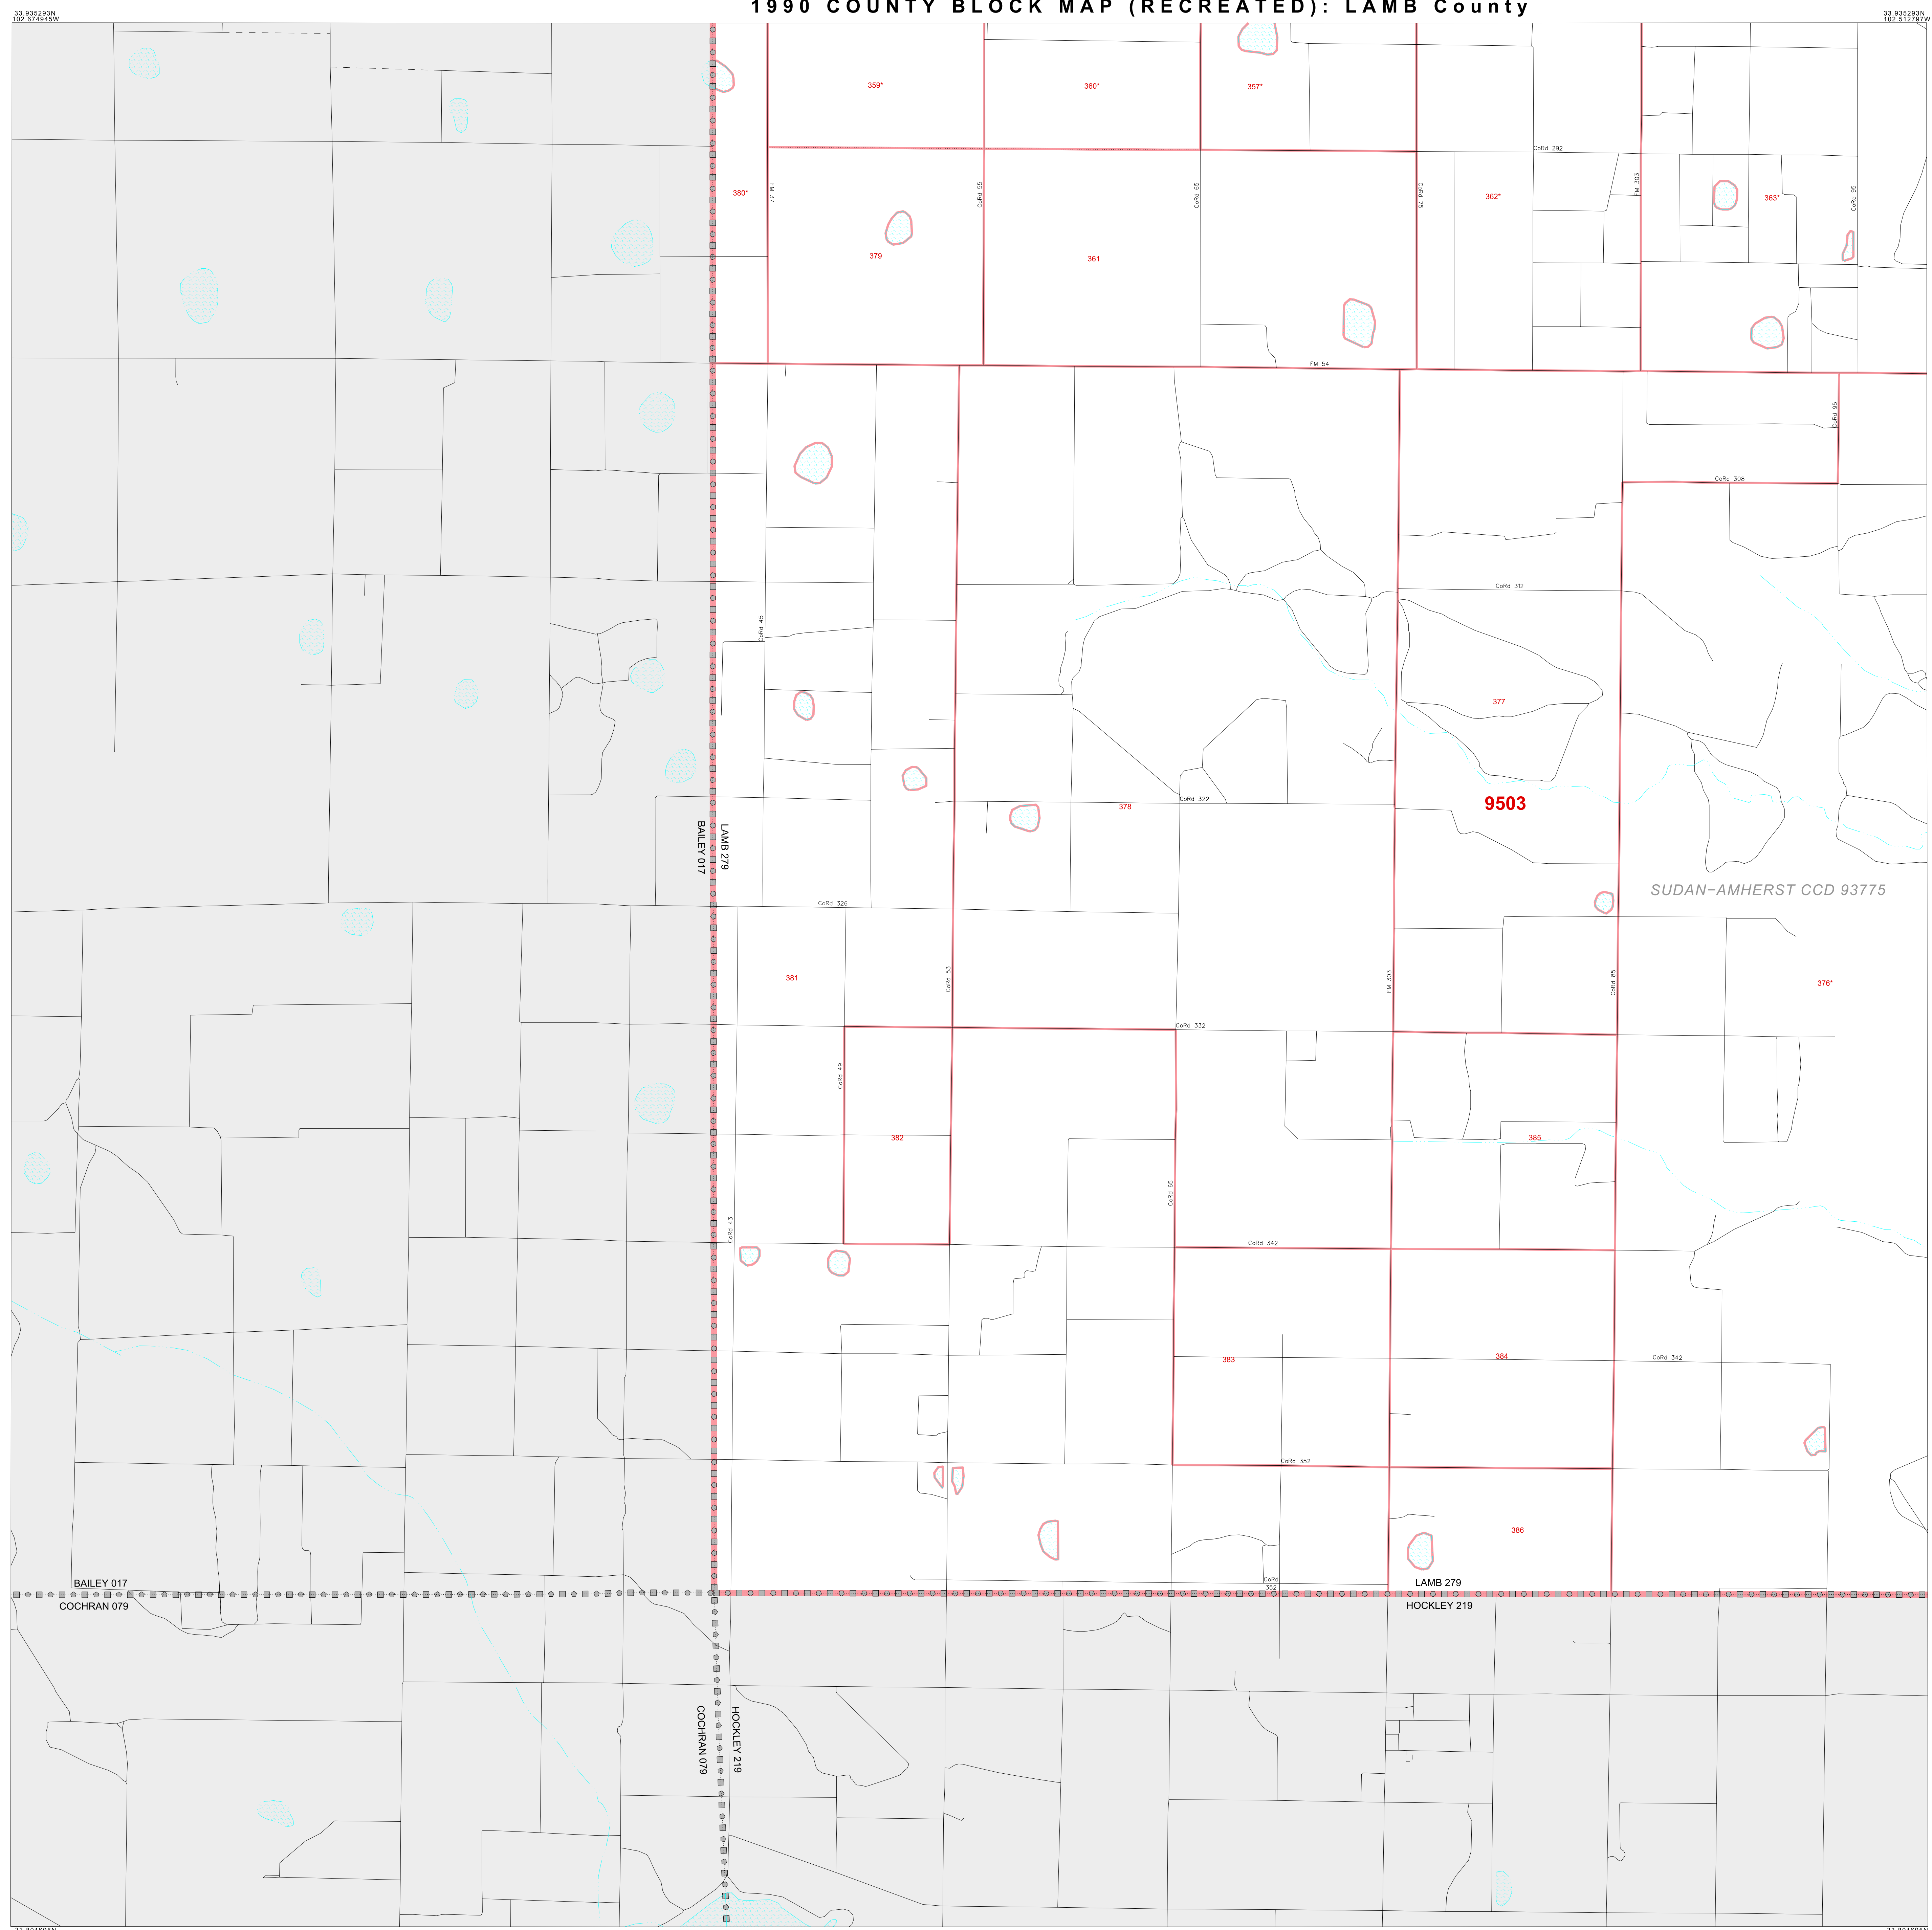 1990 COUNTY BLOCK MAP (RECREATED): LAMB County
33.935293N
102.674945W
33.935293N
102.512797W
359*
360*
357*
CoRd 292
380*
FM 37
CoRd 55
CoRd 65
CoRd 75
362*
FM 303
363*
CoRd 95
379
361
FM 54
CoRd 95
CoRd 308
CoRd 312
CoRd 45
377
378
CoRd 322
9503
BAILEY 017
LAMB 279
SUDAN-AMHERST CCD 93775
CoRd 326
381
CoRd 53
FM 303
CoRd 85
376*
CoRd 332
CoRd 49
382
385
CoRd 65
CoRd 43
CoRd 342
383
384
CoRd 342
CoRd 352
386
BAILEY 017
COCHRAN 079
CoRd
352
LAMB 279
HOCKLEY 219
COCHRAN 079
HOCKLEY 219